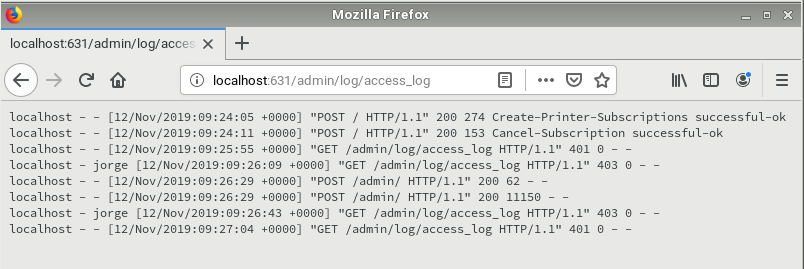 Mozilla Firefox
localhost:631/admin/log/acces
localhost:631/admin/log/access_log
localhost - - [12/Nov/2019:09:24:05 +0000] "POST / HTTP/1.1" 200 274 Create-Printer-Subscriptions successful-ok
localhost - - [12/Nov/2019:09:24:11 +0000] "POST / HTTP/1.1" 200 153 Cancel-Subscription successful-ok
localhost - - [12/Nov/2019:09:25:55 +0000] "GET /admin/log/access_log HTTP/1.1" 401 0 - -
localhost - jorge [12/Nov/2019:09:26:09 +0000] "GET /admin/log/access_log HTTP/1.1" 403 0 - -
localhost - - [12/Nov/2019:09:26:29 +0000] "POST /admin/ HTTP/1.1" 200 62 - -
localhost - - [12/Nov/2019:09:26:29 +0000] "POST /admin/ HTTP/1.1" 200 11150 - -
localhost - jorge [12/Nov/2019:09:26:43 +0000] "GET /admin/log/access_log HTTP/1.1" 403 0 - -
localhost - - [12/Nov/2019:09:27:04 +0000] "GET /admin/log/access_log HTTP/1.1" 401 0 - -